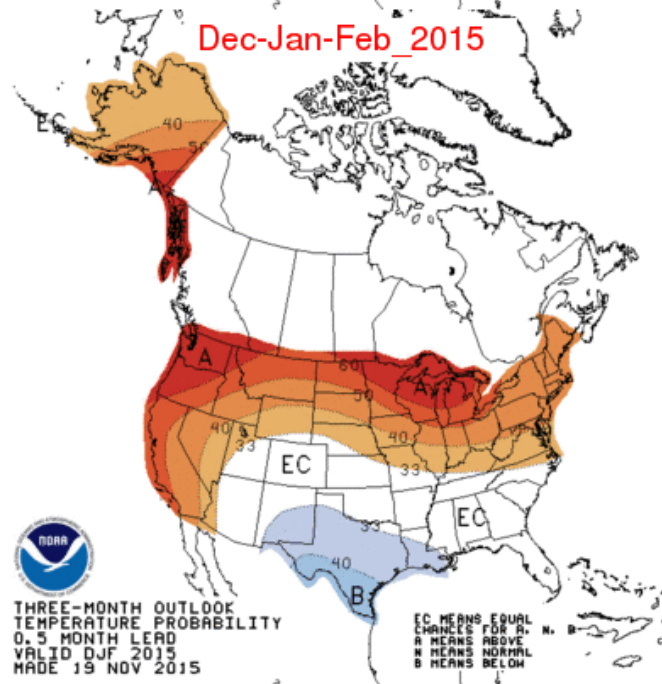 Dec-Jan-Feb_2015
EC
40
50
A
A
60
A
50
40
33
40
33
EC
33
EC
33
40
B
NOAA
THREE-MONTH OUTLOOK
TEMPERATURE PROBABILITY
0.5 MONTH LEAD
VALID DJF 2015
MADE 19 NOV 2015
EC MEANS EQUAL
CHANCES FOR A, N, B
A MEANS ABOVE
N MEANS NORMAL
B MEANS BELOW